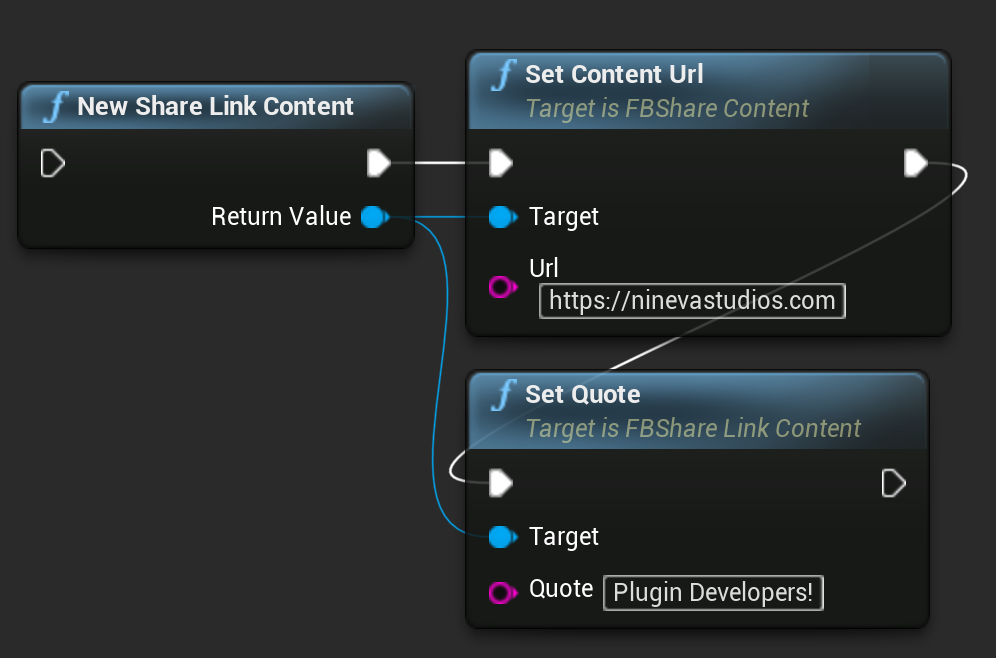 New Share Link Content
Return Value
Set Content Url
Target is FBShare Content
Target
Url
https://ninevastudios.com
Set Quote
Target is FBShare Link Content
Target
Quote Plugin Developers!